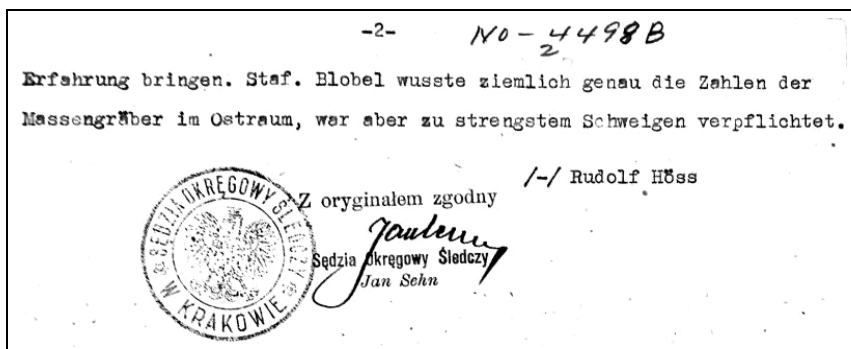 -2-
NO-4498B
2
Erfahrung bringen. Staf. Blobel wusste ziemlich genau die Zahlen der
Massengräber im Ostraum, war aber zu strengstem Schweigen verpflichtet.
/-/ Rudolf Höss
SĘDZIA OKRĘGOWY ŚLEDCZY
W KRAKOWIE
Z oryginałem zgodny
Sędzia Okręgowy Śledczy
Jan Sehn